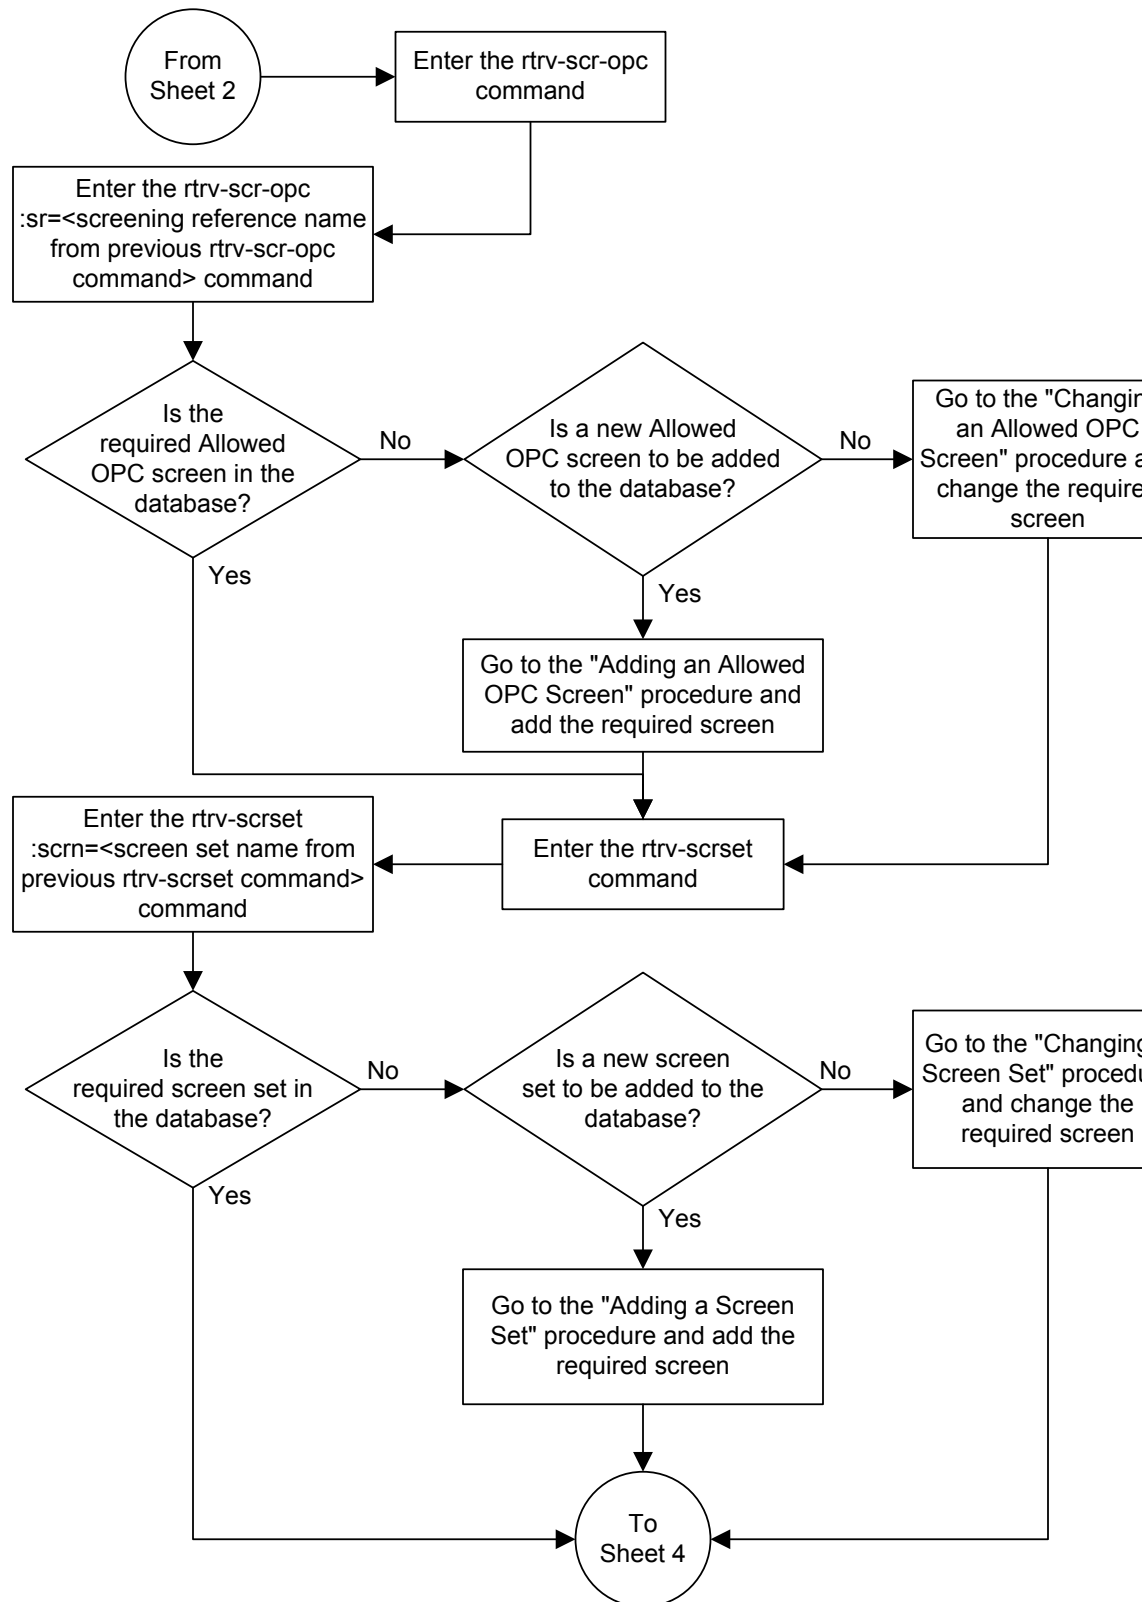 From
Sheet 2
Enter the rtrv-scr-opc
command
Enter the rtrv-scr-opc
:sr=<screening reference name
from previous rtrv-scr-opc
command> command
Is the
required Allowed
OPC screen in the
database?
No
Is a new Allowed
OPC screen to be added
to the database?
No
Go to the "Changin
an Allowed OPC
Screen" procedure a
change the require
screen
Yes
Yes
Go to the "Adding an Allowed
OPC Screen" procedure and
add the required screen
Enter the rtrv-scrset
:scrn=<screen set name from
previous rtrv-scrset command>
command
Enter the rtrv-scrset
command
Is the
required screen set in
the database?
No
Is a new screen
set to be added to the
database?
No
Go to the "Changing
Screen Set" procedu
and change the
required screen
Yes
Yes
Go to the "Adding a Screen
Set" procedure and add the
required screen
To
Sheet 4